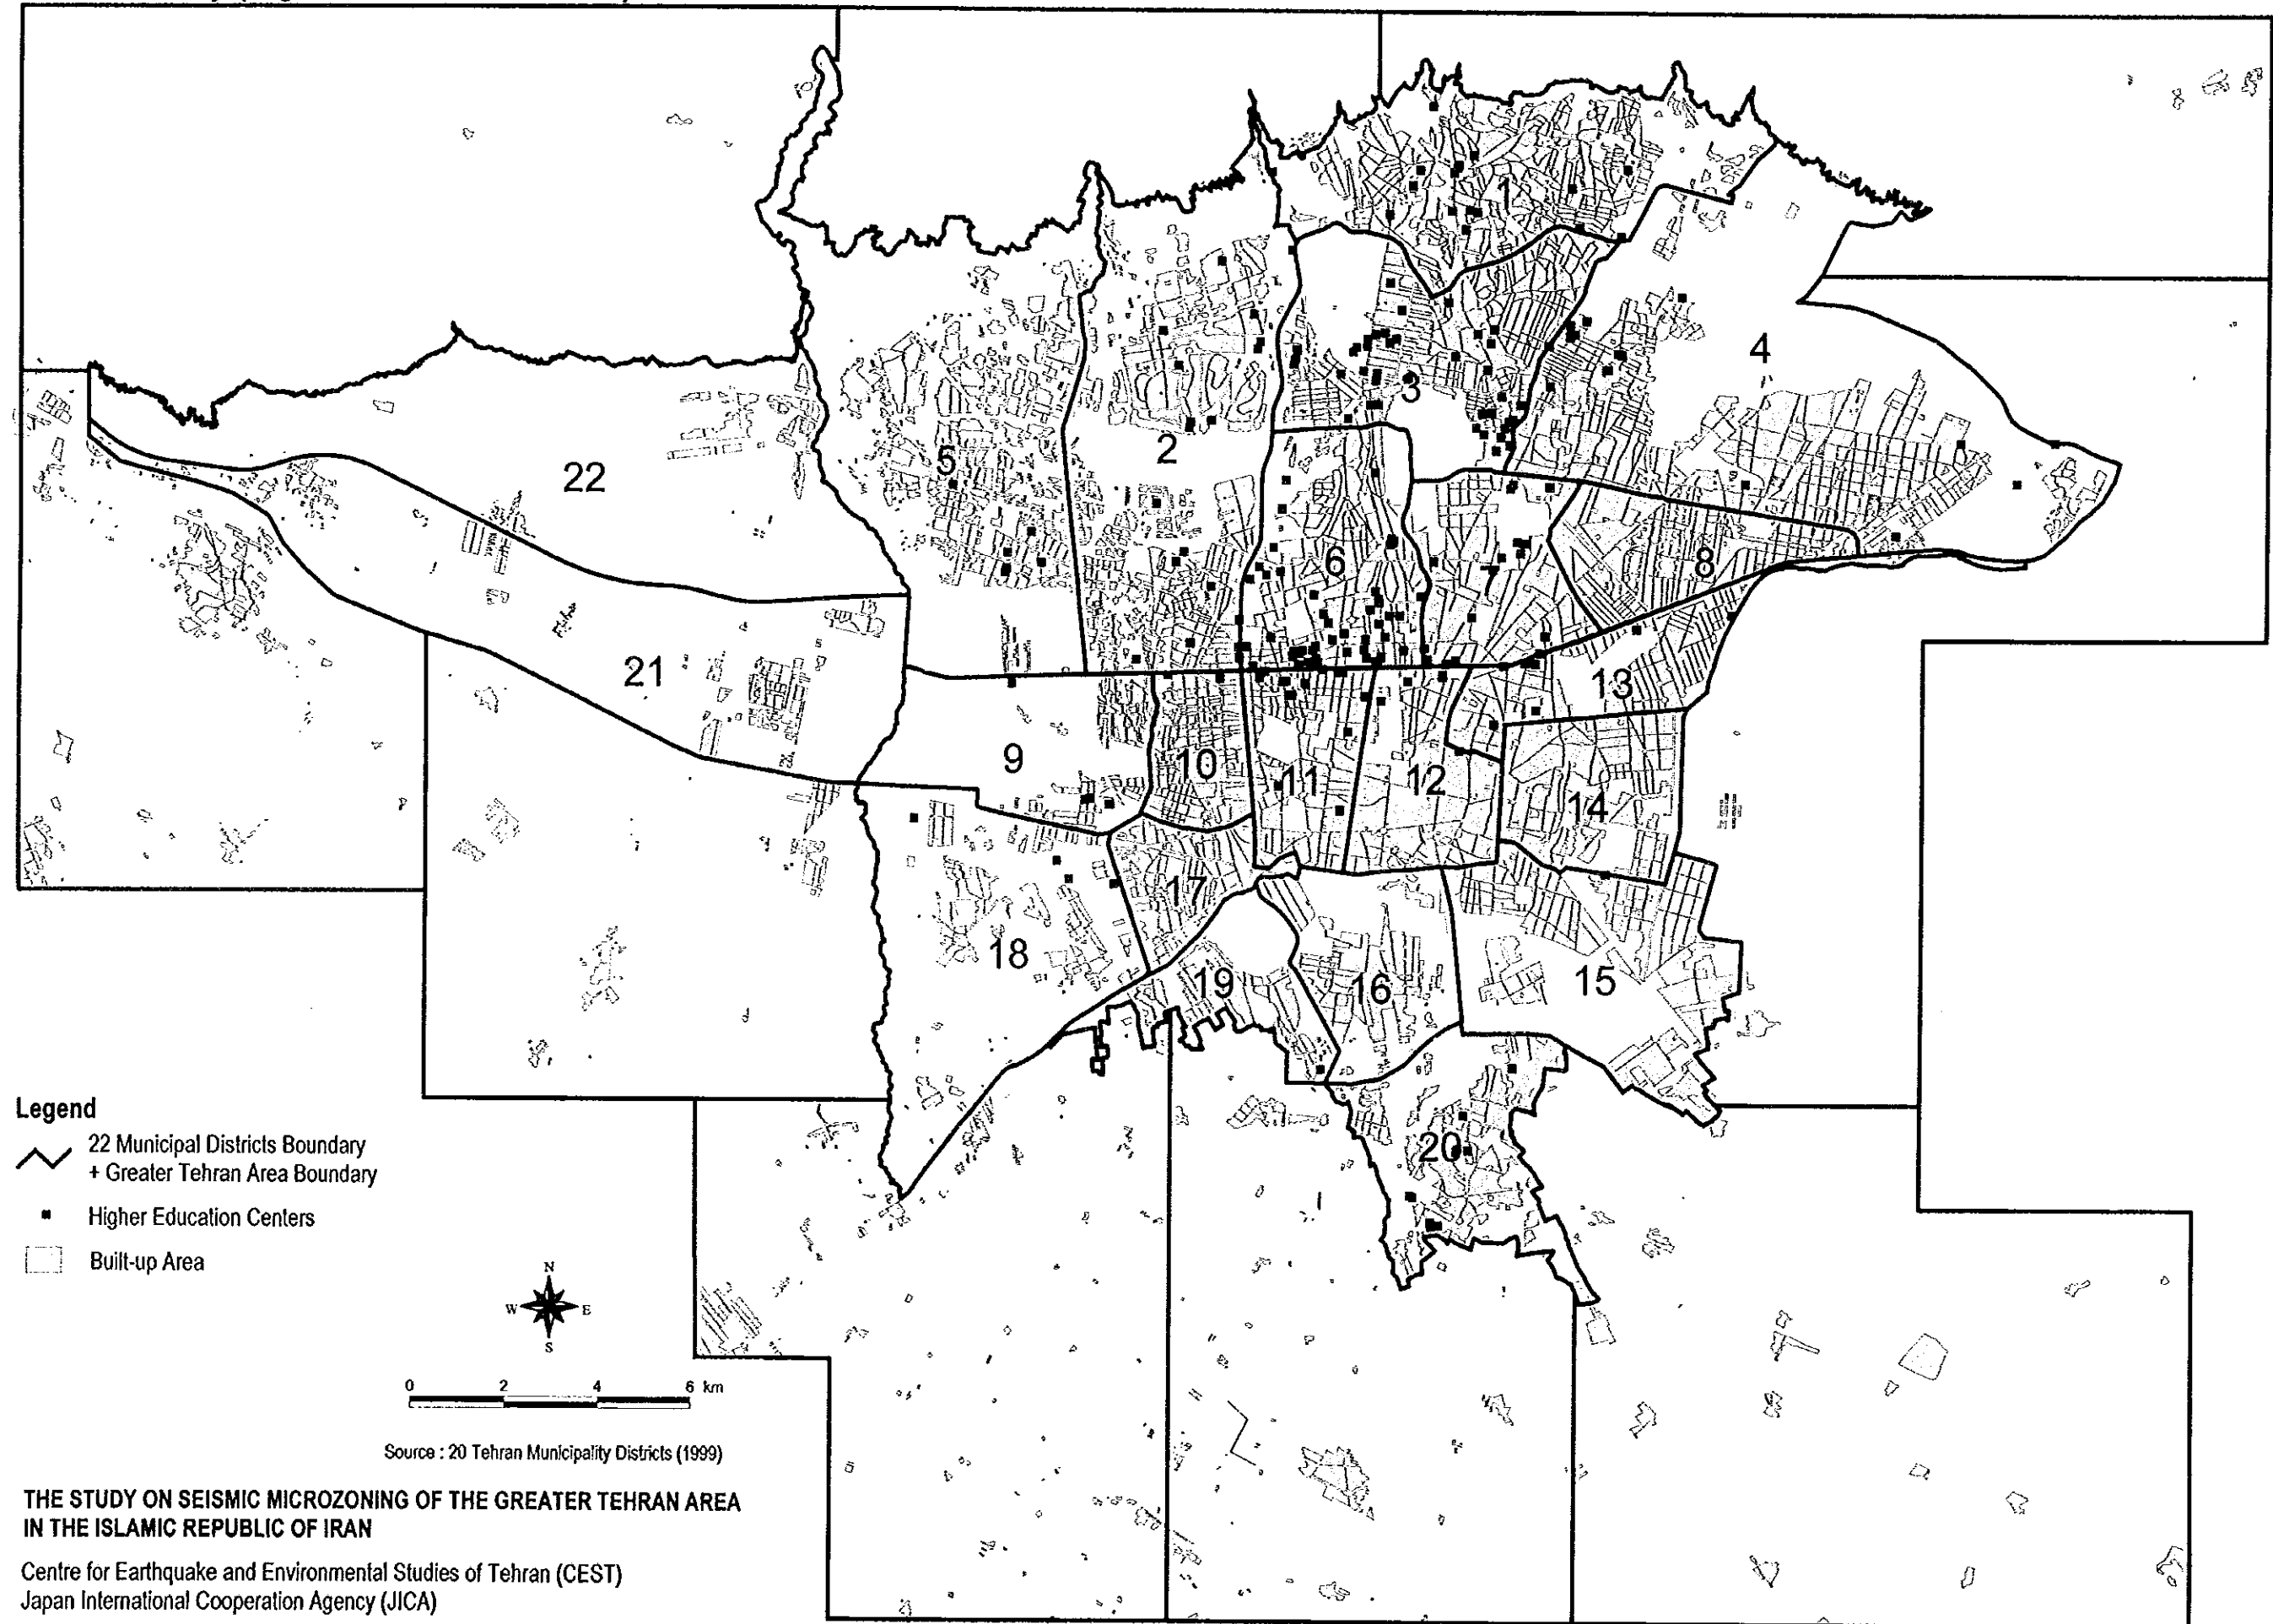 1
4
3
2
5
22
6
7
8
21
13
9
10
11
12
14
17
18
19
16
15
20
Legend
22 Municipal Districts Boundary
+ Greater Tehran Area Boundary
Higher Education Centers
Built-up Area
N
W E
S
0 2 4 6 km
Source : 20 Tehran Municipality Districts (1999)
THE STUDY ON SEISMIC MICROZONING OF THE GREATER TEHRAN AREA
IN THE ISLAMIC REPUBLIC OF IRAN
Centre for Earthquake and Environmental Studies of Tehran (CEST)
Japan International Cooperation Agency (JICA)